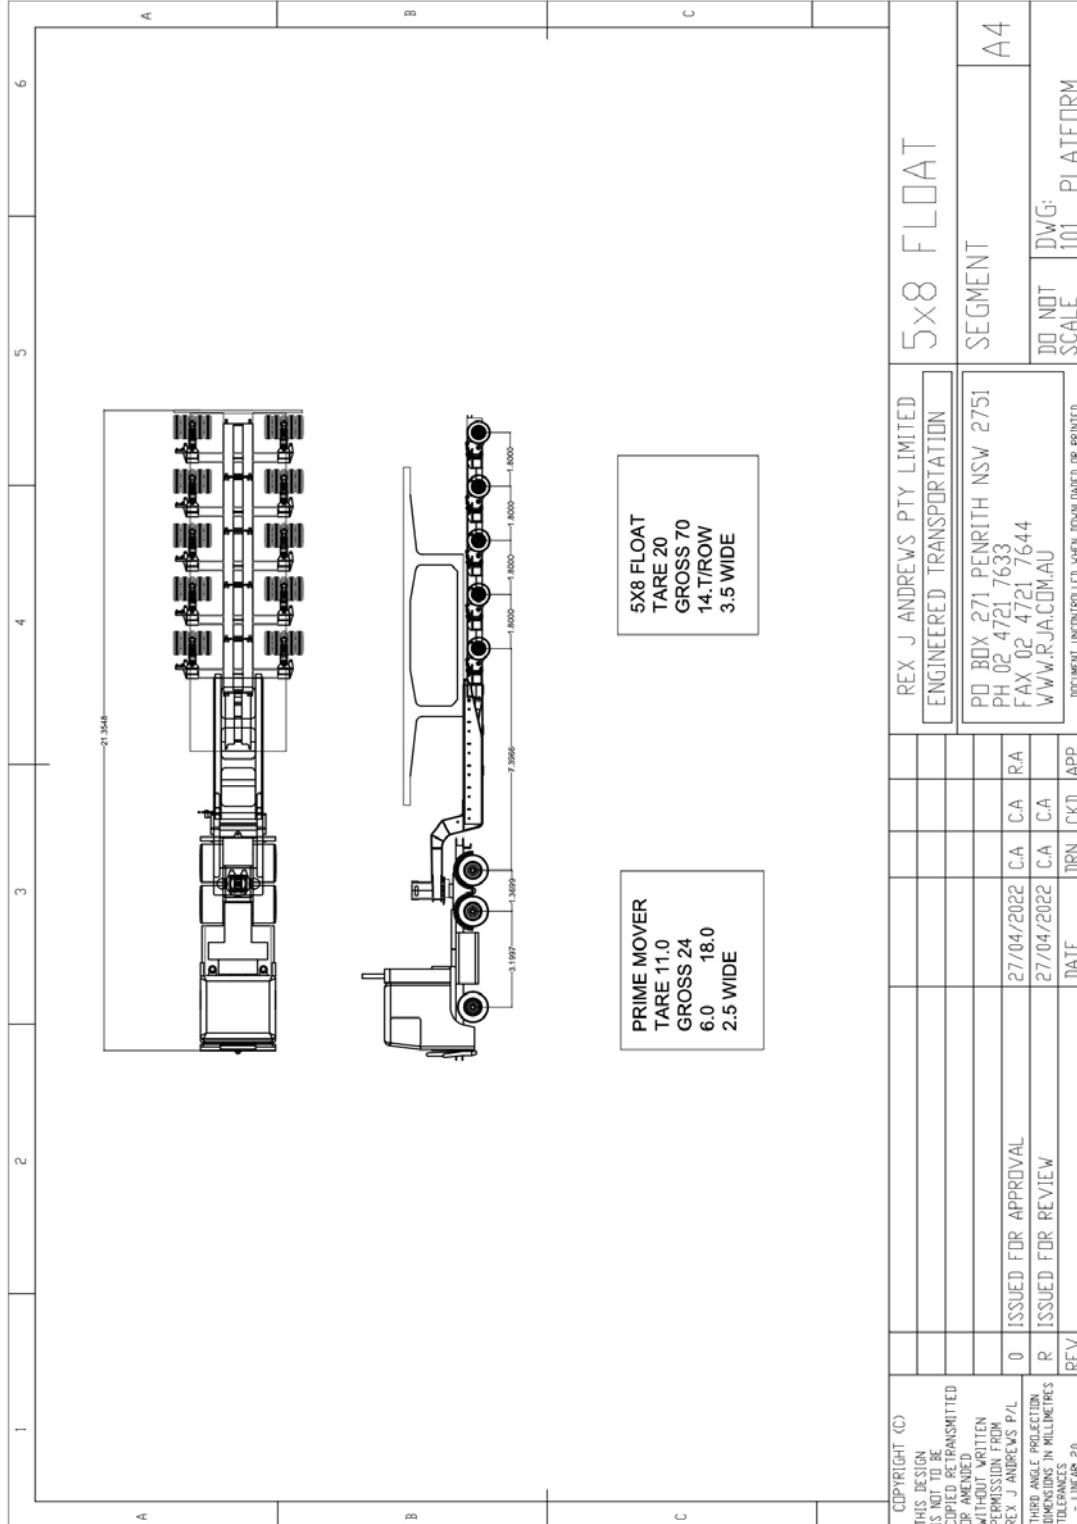 1
2
3
4
5
6
A
B
C
A
B
C
21.3548
3.1997
1.3699
7.3966
1.8000
1.8000
1.8000
1.8000
PRIME MOVER
TARE 11.0
GROSS 24
6.0 18.0
2.5 WIDE
5X8 FLOAT
TARE 20
GROSS 70
14.T/ROW
3.5 WIDE
COPYRIGHT (C)
THIS DESIGN
IS NOT TO BE
COPIED RETRANSMITTED
OR AMENDED
WITHOUT WRITTEN
PERMISSION FROM
REX J ANDREWS P/L
THIRD ANGLE PROJECTION
DIMENSIONS IN MILLIMETRES
TOLERANCES
0 ISSUED FOR APPROVAL 27/04/2022 C.A C.A R.A
R ISSUED FOR REVIEW 27/04/2022 C.A C.A
REV DATE DRN CKD APP
REX J ANDREWS PTY LIMITED
ENGINEERED TRANSPORTATION
PO BOX 271 PENRITH NSW 2751
PH 02 4721 7633
FAX 02 4721 7644
WWW.RJA.COM.AU
DOCUMENT UNCONTROLLED WHEN DOWNLOADED OR PRINTED
5x8 FLOAT
SEGMENT
A4
DO NOT
SCALE
DWG:
101 PLATFORM